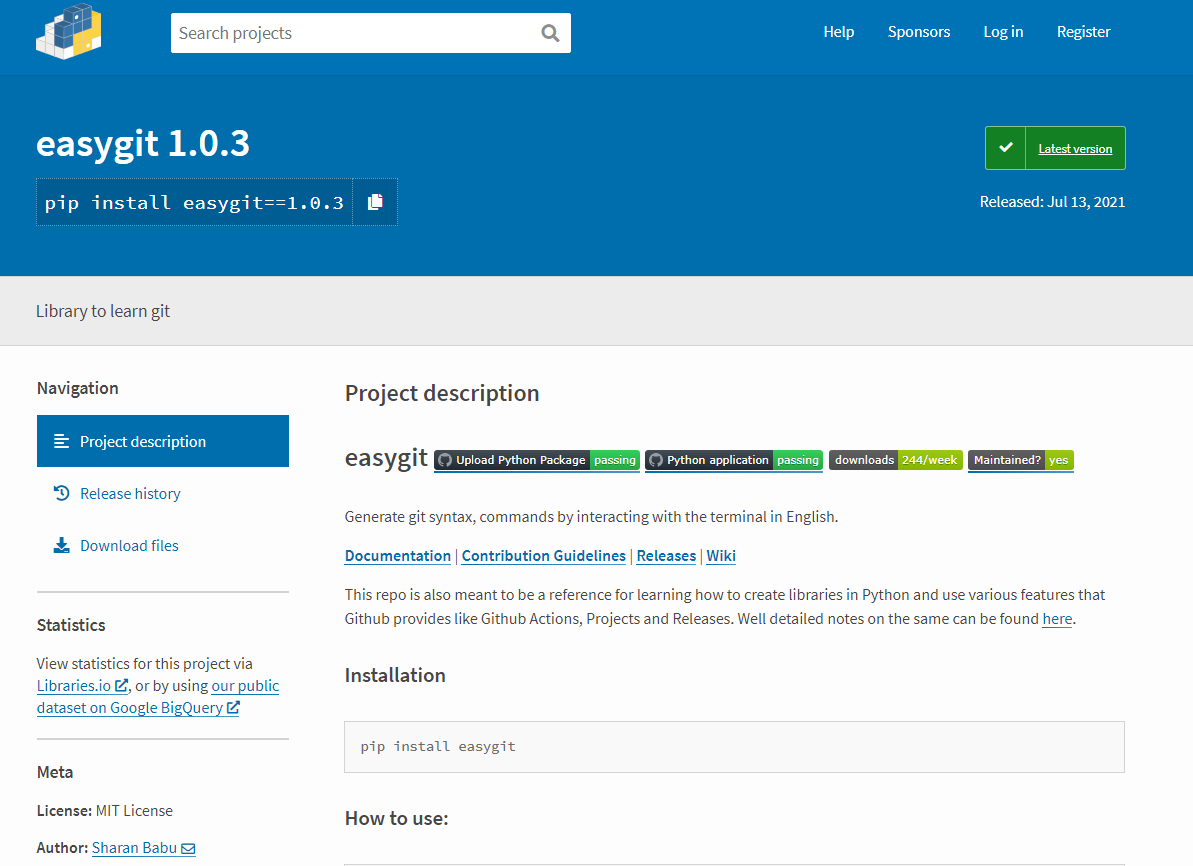 Search projects
Help
Sponsors
Log in
Register
easygit 1.0.3
pip install easygit==1.0.3
Latest version
Released: Jul 13, 2021
Library to learn git
Navigation
Project description
Release history
Download files
Statistics
View statistics for this project via
Libraries.io, or by using our public
dataset on Google BigQuery
Meta
License: MIT License
Author: Sharan Babu
Project description
easygit Upload Python Package passing Python application passing downloads 244/week Maintained? yes
Generate git syntax, commands by interacting with the terminal in English.
Documentation | Contribution Guidelines | Releases | Wiki
This repo is also meant to be a reference for learning how to create libraries in Python and use various features that
Github provides like Github Actions, Projects and Releases. Well detailed notes on the same can be found here.
Installation
pip install easygit
How to use: